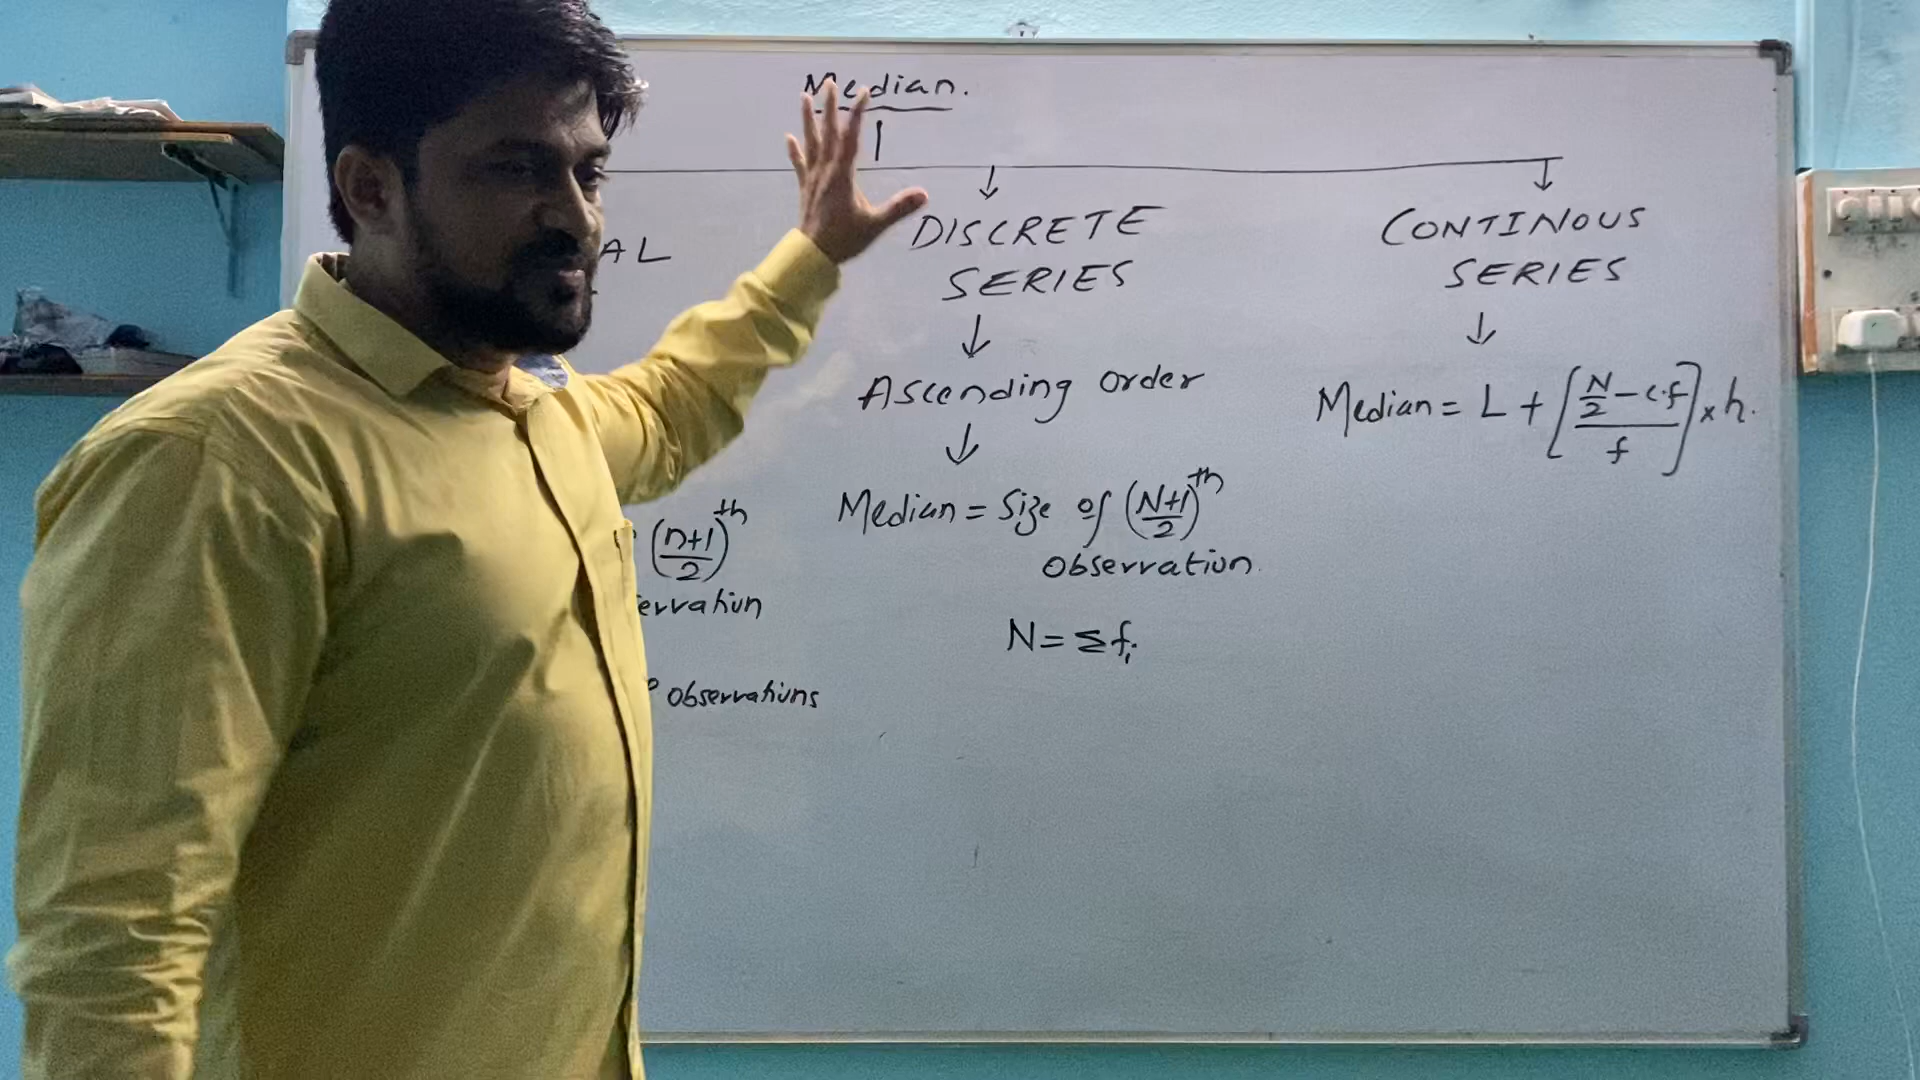 Median.
DISCRETE
SERIES
Ascending order
Median = Size of (N+1/2)th
observation
N = Σfi
CONTINOUS
SERIES
Median = L + [N/2 - c.f / f] x h.
(n+1/2)th
observations